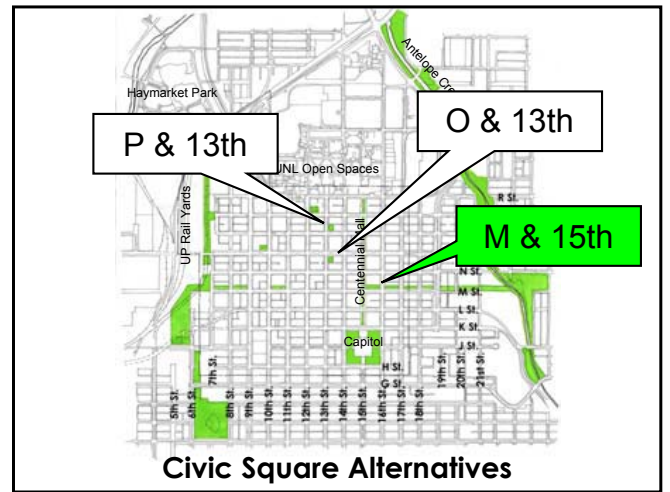 Antelope Cre
Haymarket Park
O & 13th
P & 13th
UNL Open Spaces
R St.
UP Rail Yards
Centennial Mall
M & 15th
N St.
M St.
L St.
K St.
J St.
Capitol
H St.
G St.
5th St.
6th St.
7th St.
8th St.
9th St.
10th St.
11th St.
12th St.
13th St.
14th St.
15th St.
16th St.
17th St.
18th St.
19th St.
20th St.
21st St.
Civic Square Alternatives